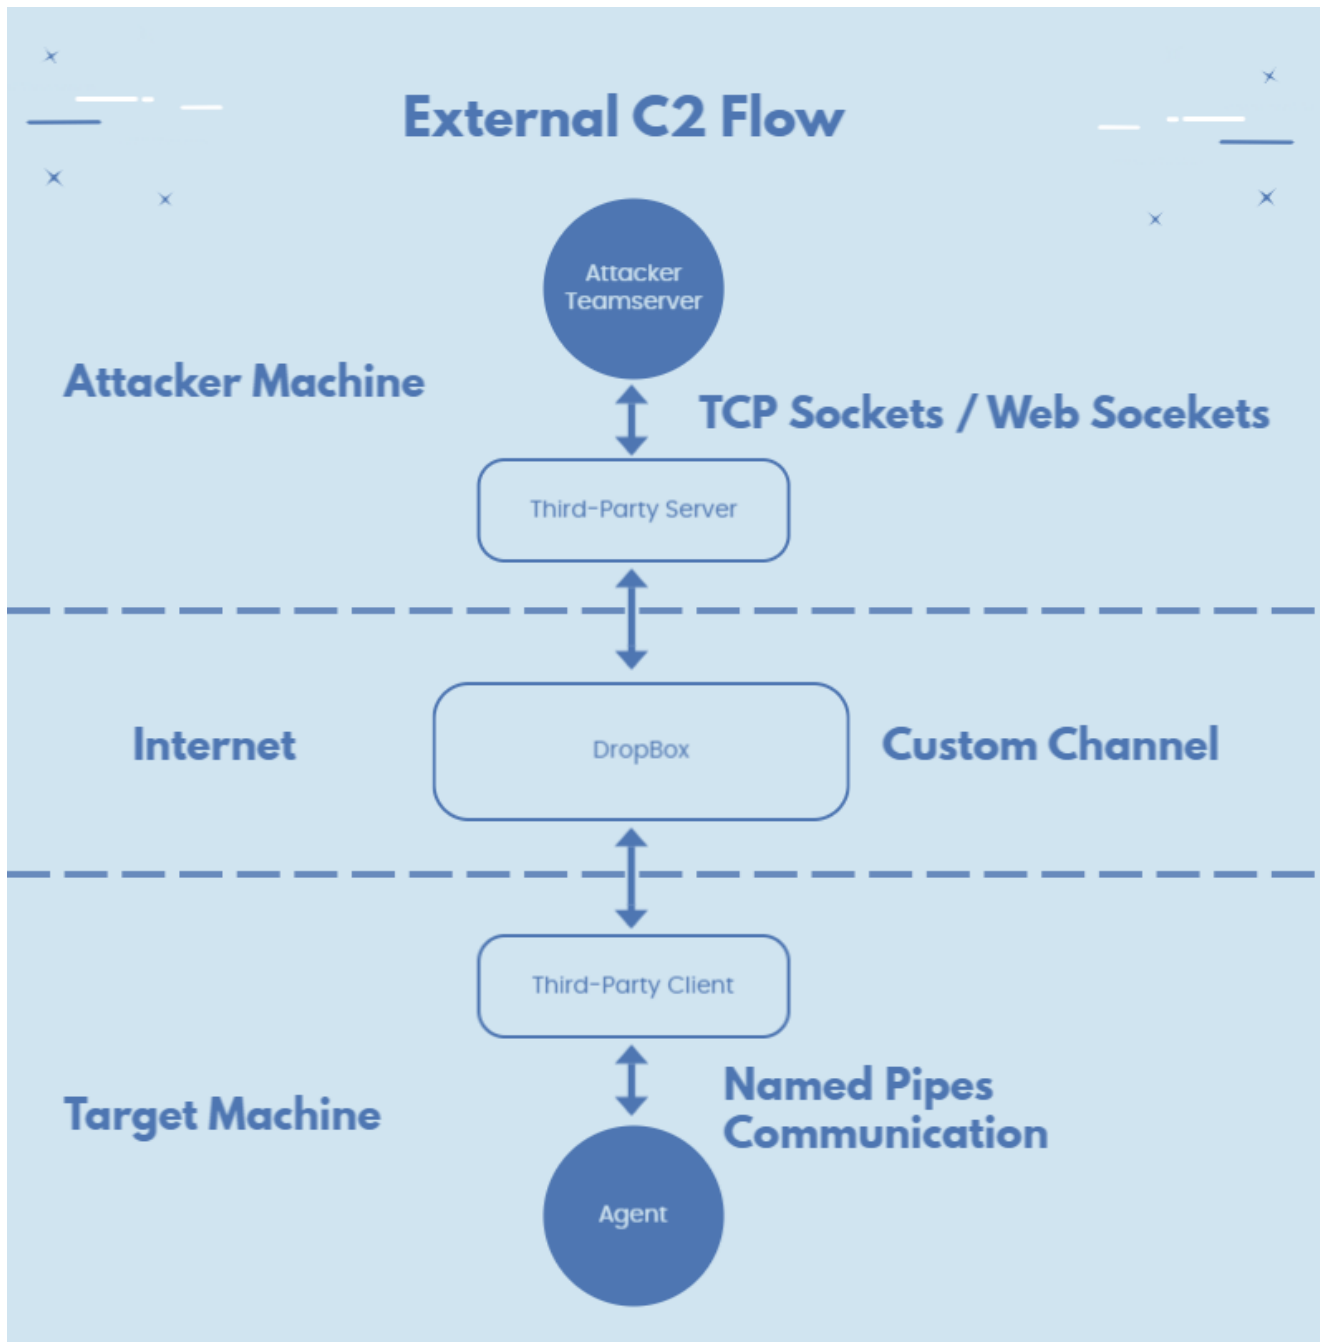 External C2 Flow
Attacker
Teamserver
Attacker Machine
TCP Sockets / Web Socekets
Third-Party Server
Internet
DropBox
Custom Channel
Third-Party Client
Target Machine
Named Pipes
Communication
Agent